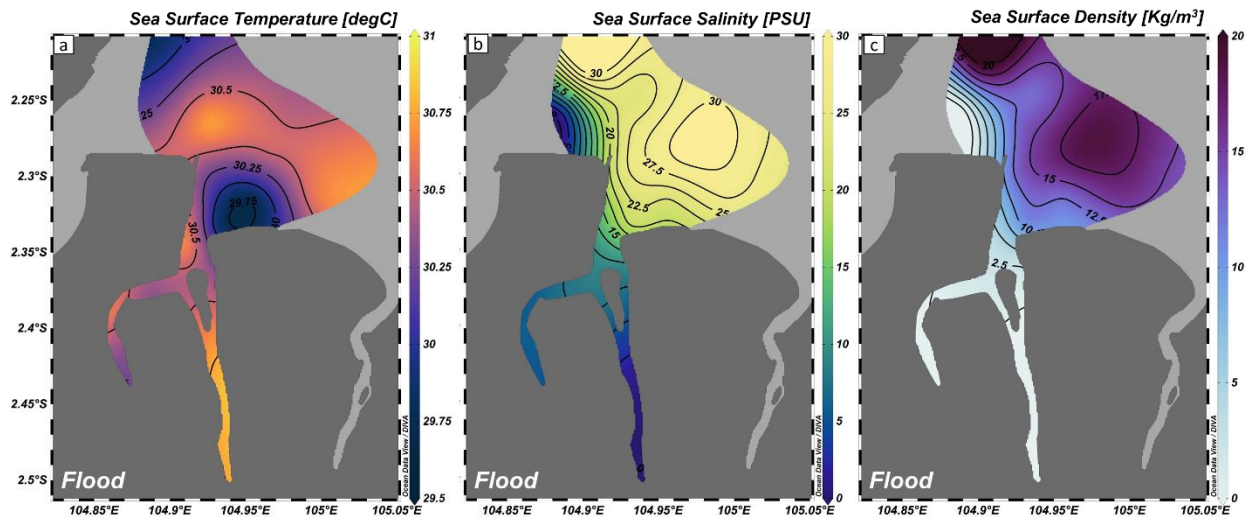 Sea Surface Temperature [degC]
a
30.5
25
30.25
29.75
30.5
Flood
Ocean Data View / DIVA
2.25°S
2.3°S
2.35°S
2.4°S
2.45°S
2.5°S
104.85°E
104.9°E
104.95°E
105°E
105.05°E
31
30.75
30.5
30.25
30
29.75
29.5
Sea Surface Salinity [PSU]
b
30
2.5
20
30
27.5
22.5
25
15
0
Flood
Ocean Data View / DIVA
104.85°E
104.9°E
104.95°E
105°E
105.05°E
30
25
20
15
10
5
0
Sea Surface Density [Kg/m³]
c
20
15
12.5
10
2.5
Flood
Ocean Data View / DIVA
104.85°E
104.9°E
104.95°E
105°E
105.05°E
20
15
10
5
0